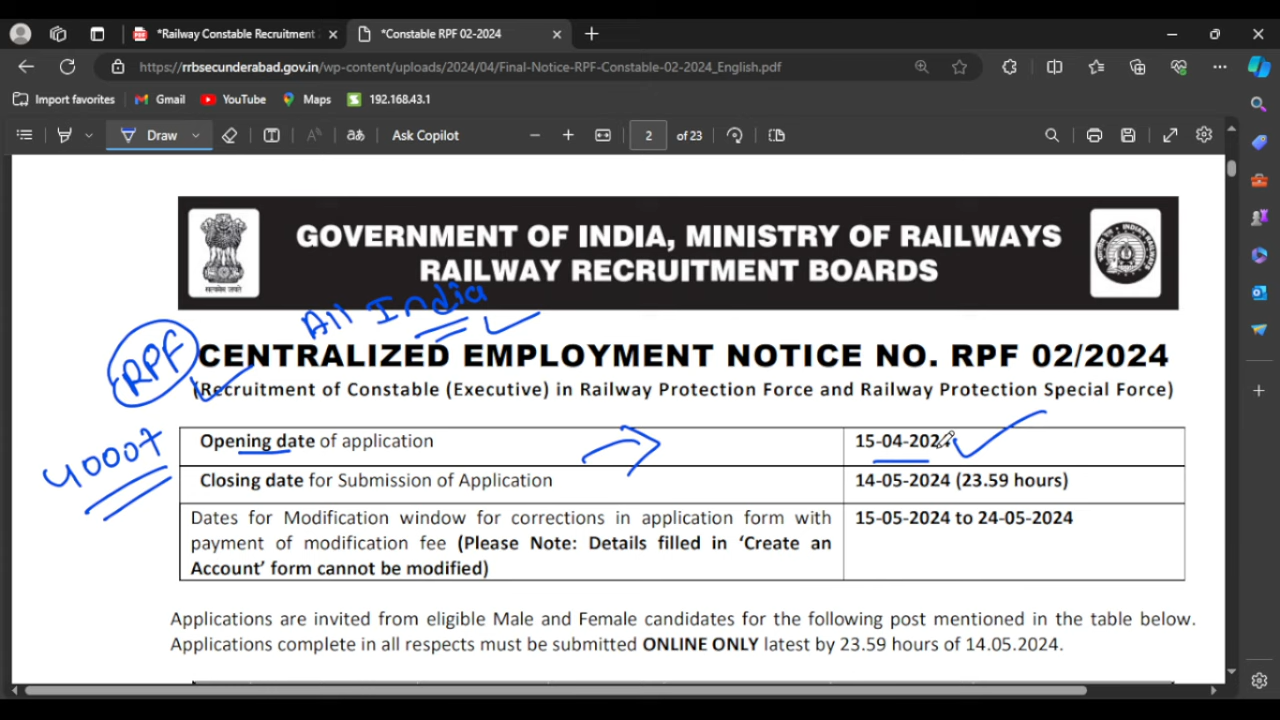 *Railway Constable Recruitment
*Constable RPF 02-2024
https://rrbsecunderabad.gov.in/wp-content/uploads/2024/04/Final-Notice-RPF-Constable-02-2024_English.pdf
Import favorites
Gmail
YouTube
Maps
192.168.43.1
Draw
Ask Copilot
2 of 23
GOVERNMENT OF INDIA, MINISTRY OF RAILWAYS
RAILWAY RECRUITMENT BOARDS
All India
RPF
CENTRALIZED EMPLOYMENT NOTICE NO. RPF 02/2024
(Recruitment of Constable (Executive) in Railway Protection Force and Railway Protection Special Force)
4000+
Opening date of application 15-04-2024
Closing date for Submission of Application 14-05-2024 (23.59 hours)
Dates for Modification window for corrections in application form with 15-05-2024 to 24-05-2024
payment of modification fee (Please Note: Details filled in ‘Create an
Account’ form cannot be modified)
Applications are invited from eligible Male and Female candidates for the following post mentioned in the table below.
Applications complete in all respects must be submitted ONLINE ONLY latest by 23.59 hours of 14.05.2024.